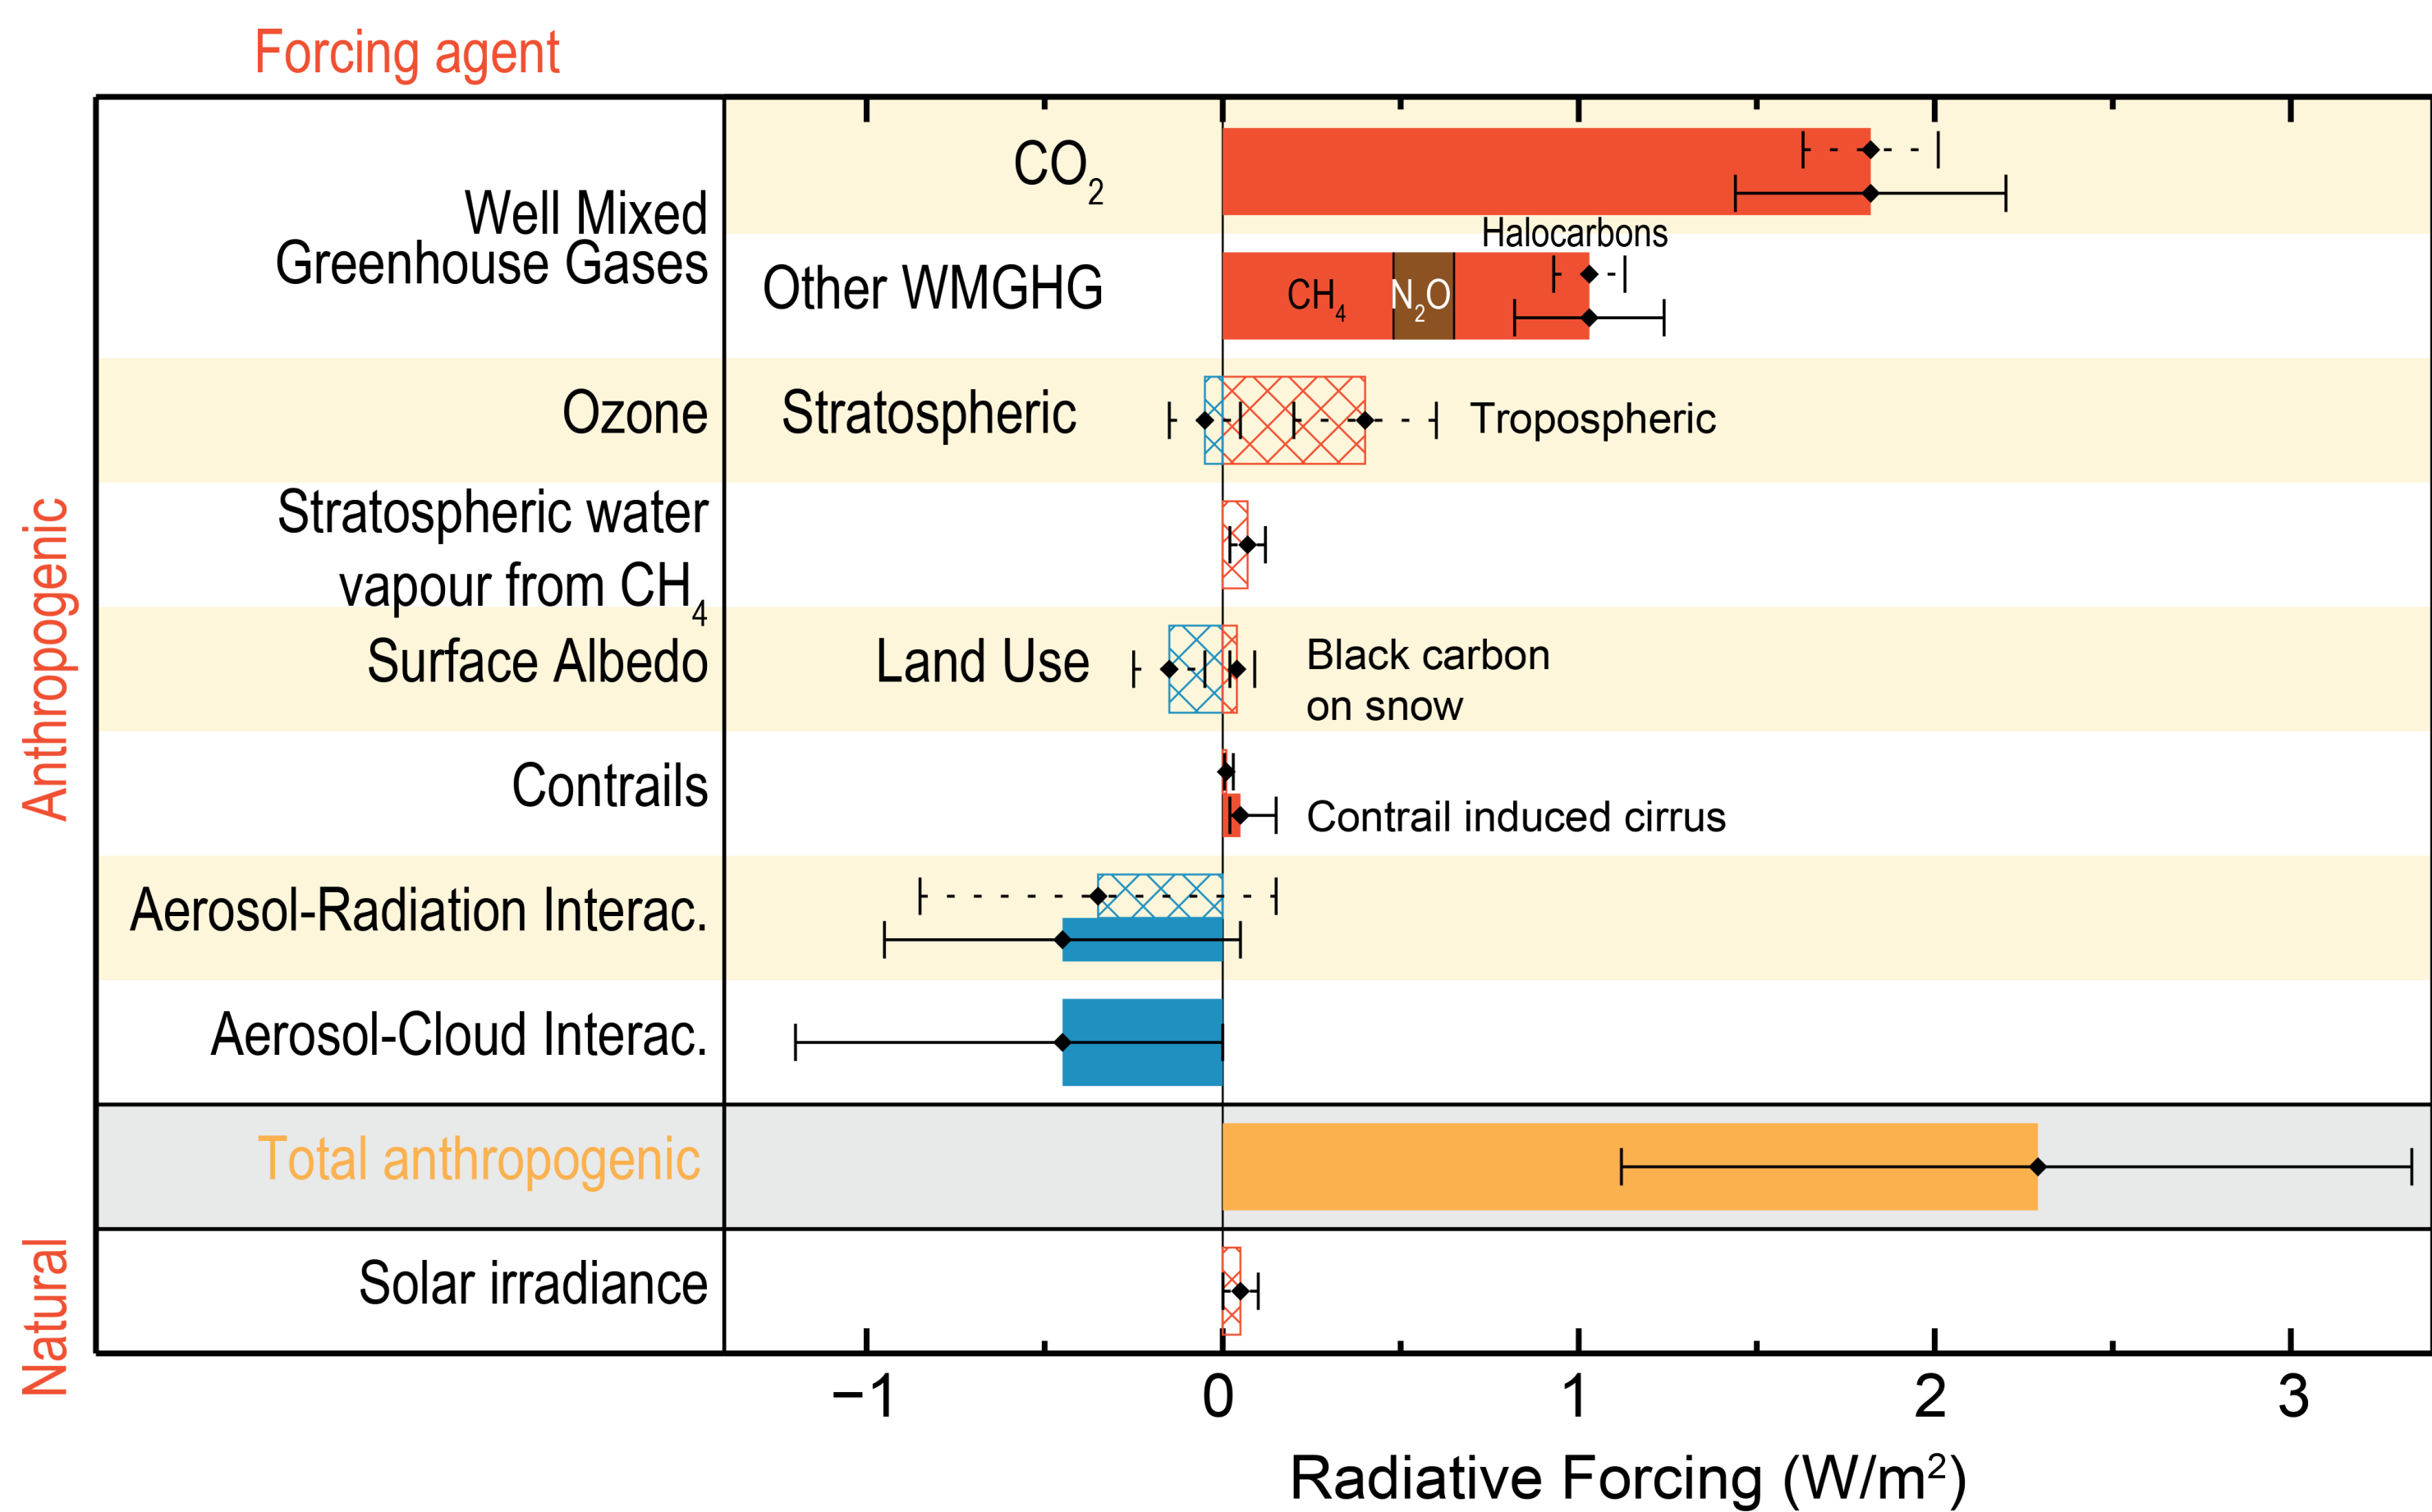 Forcing agent
Anthropogenic
Natural
Well Mixed
Greenhouse Gases
CO2
Halocarbons
Other WMGHG
CH4
N2O
Ozone
Stratospheric
Tropospheric
Stratospheric water
vapour from CH4
Surface Albedo
Land Use
Black carbon
on snow
Contrails
Contrail induced cirrus
Aerosol-Radiation Interac.
Aerosol-Cloud Interac.
Total anthropogenic
Solar irradiance
−1 0 1 2 3
Radiative Forcing (W/m²)